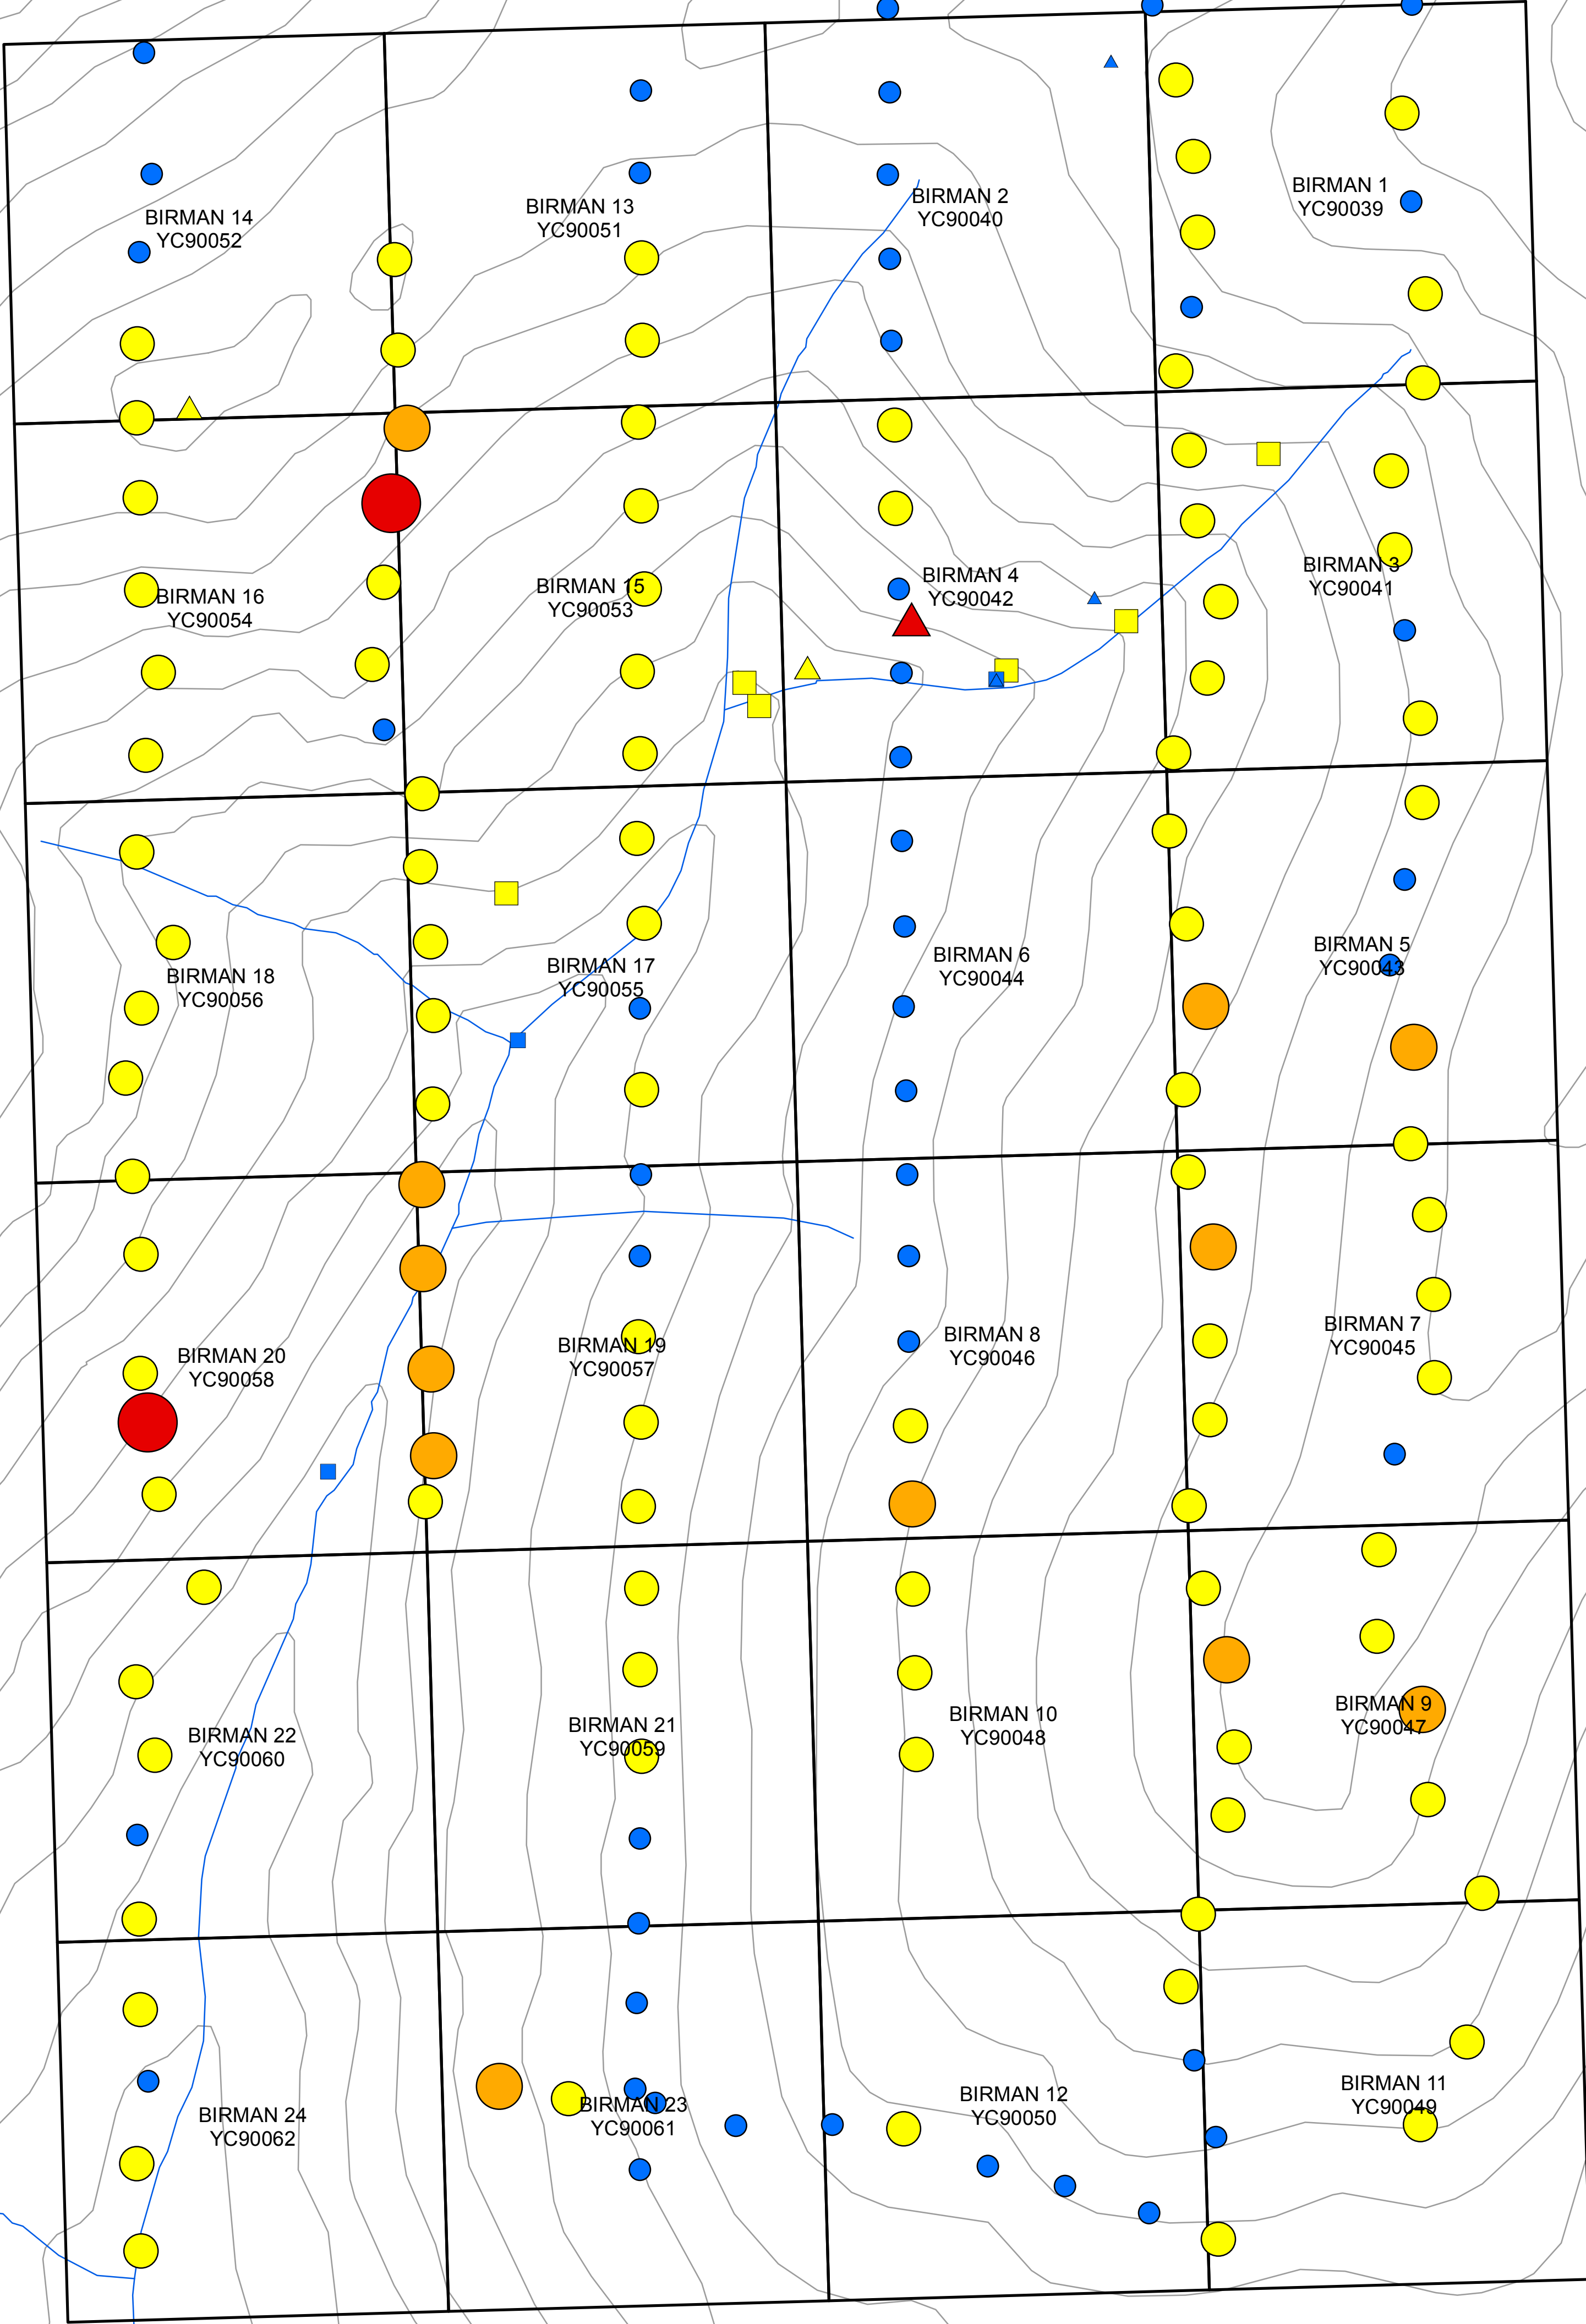 BIRMAN 14
YC90052
BIRMAN 13
YC90051
BIRMAN 2
YC90040
BIRMAN 1
YC90039
BIRMAN 16
YC90054
BIRMAN 15
YC90053
BIRMAN 4
YC90042
BIRMAN 3
YC90041
BIRMAN 18
YC90056
BIRMAN 17
YC90055
BIRMAN 6
YC90044
BIRMAN 5
YC90043
BIRMAN 20
YC90058
BIRMAN 19
YC90057
BIRMAN 8
YC90046
BIRMAN 7
YC90045
BIRMAN 22
YC90060
BIRMAN 21
YC90059
BIRMAN 10
YC90048
BIRMAN 9
YC90047
BIRMAN 24
YC90062
BIRMAN 23
YC90061
BIRMAN 12
YC90050
BIRMAN 11
YC90049